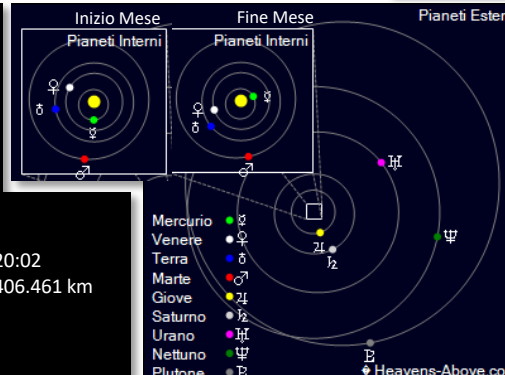 Inizio Mese
Fine Mese
Pianeti Ester
Pianeti Interni
Pianeti Interni
♀
♁
☿
♂
♀
♁
☿
♂
♅
♆
♃
♄
♇
20:02
406.461 km
Mercurio ☿
Venere ♀
Terra ♁
Marte ♂
Giove ♃
Saturno ♄
Urano ♅
Nettuno ♆
Plutone ♇
Heavens-Above.co